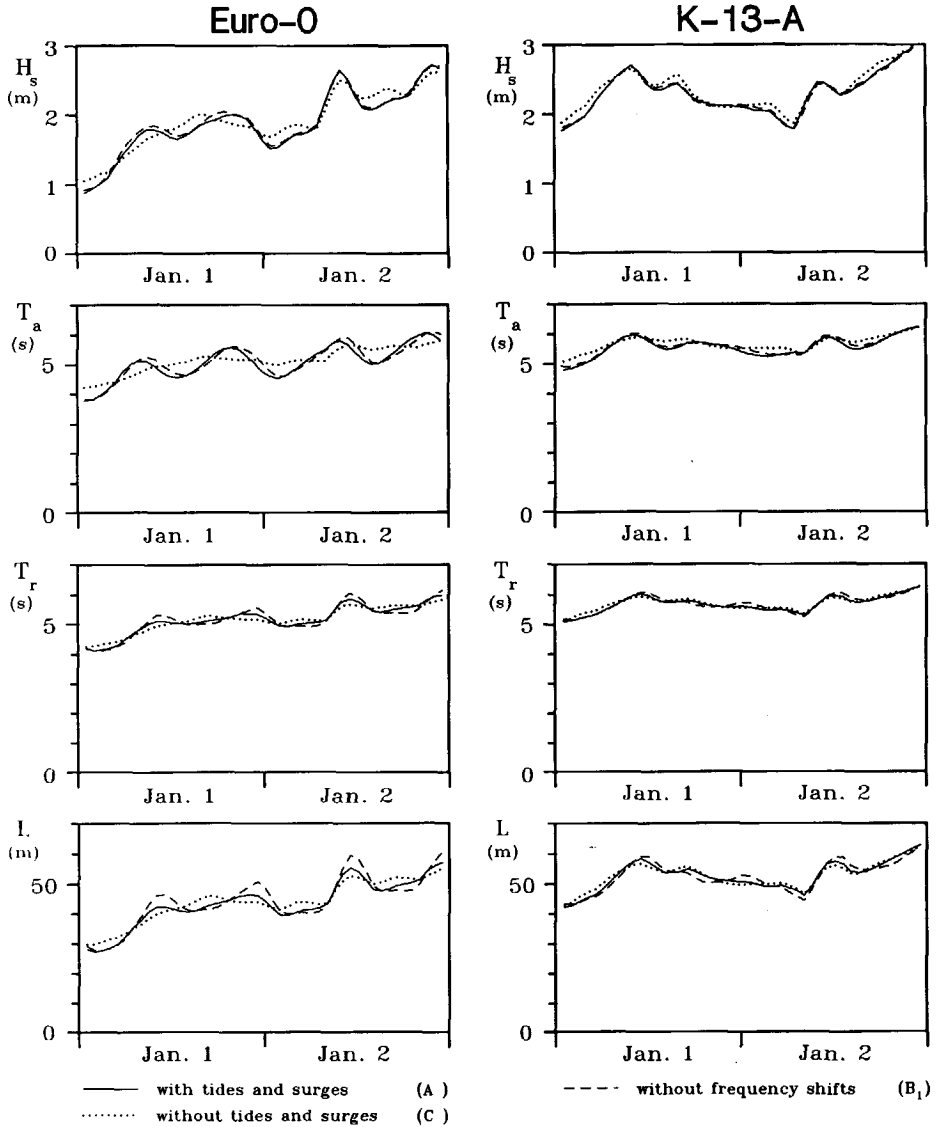 Euro-0
K-13-A
H_s
(m)
3
2
1
0
Jan. 1
Jan. 2
H_s
(m)
3
2
1
0
Jan. 1
Jan. 2
T_a
(s)
5
0
Jan. 1
Jan. 2
T_a
(s)
5
0
Jan. 1
Jan. 2
T_r
(s)
5
0
Jan. 1
Jan. 2
T_r
(s)
5
0
Jan. 1
Jan. 2
L
(m)
50
0
Jan. 1
Jan. 2
L
(m)
50
0
Jan. 1
Jan. 2
with tides and surges (A)
without tides and surges (C)
without frequency shifts (B₁)